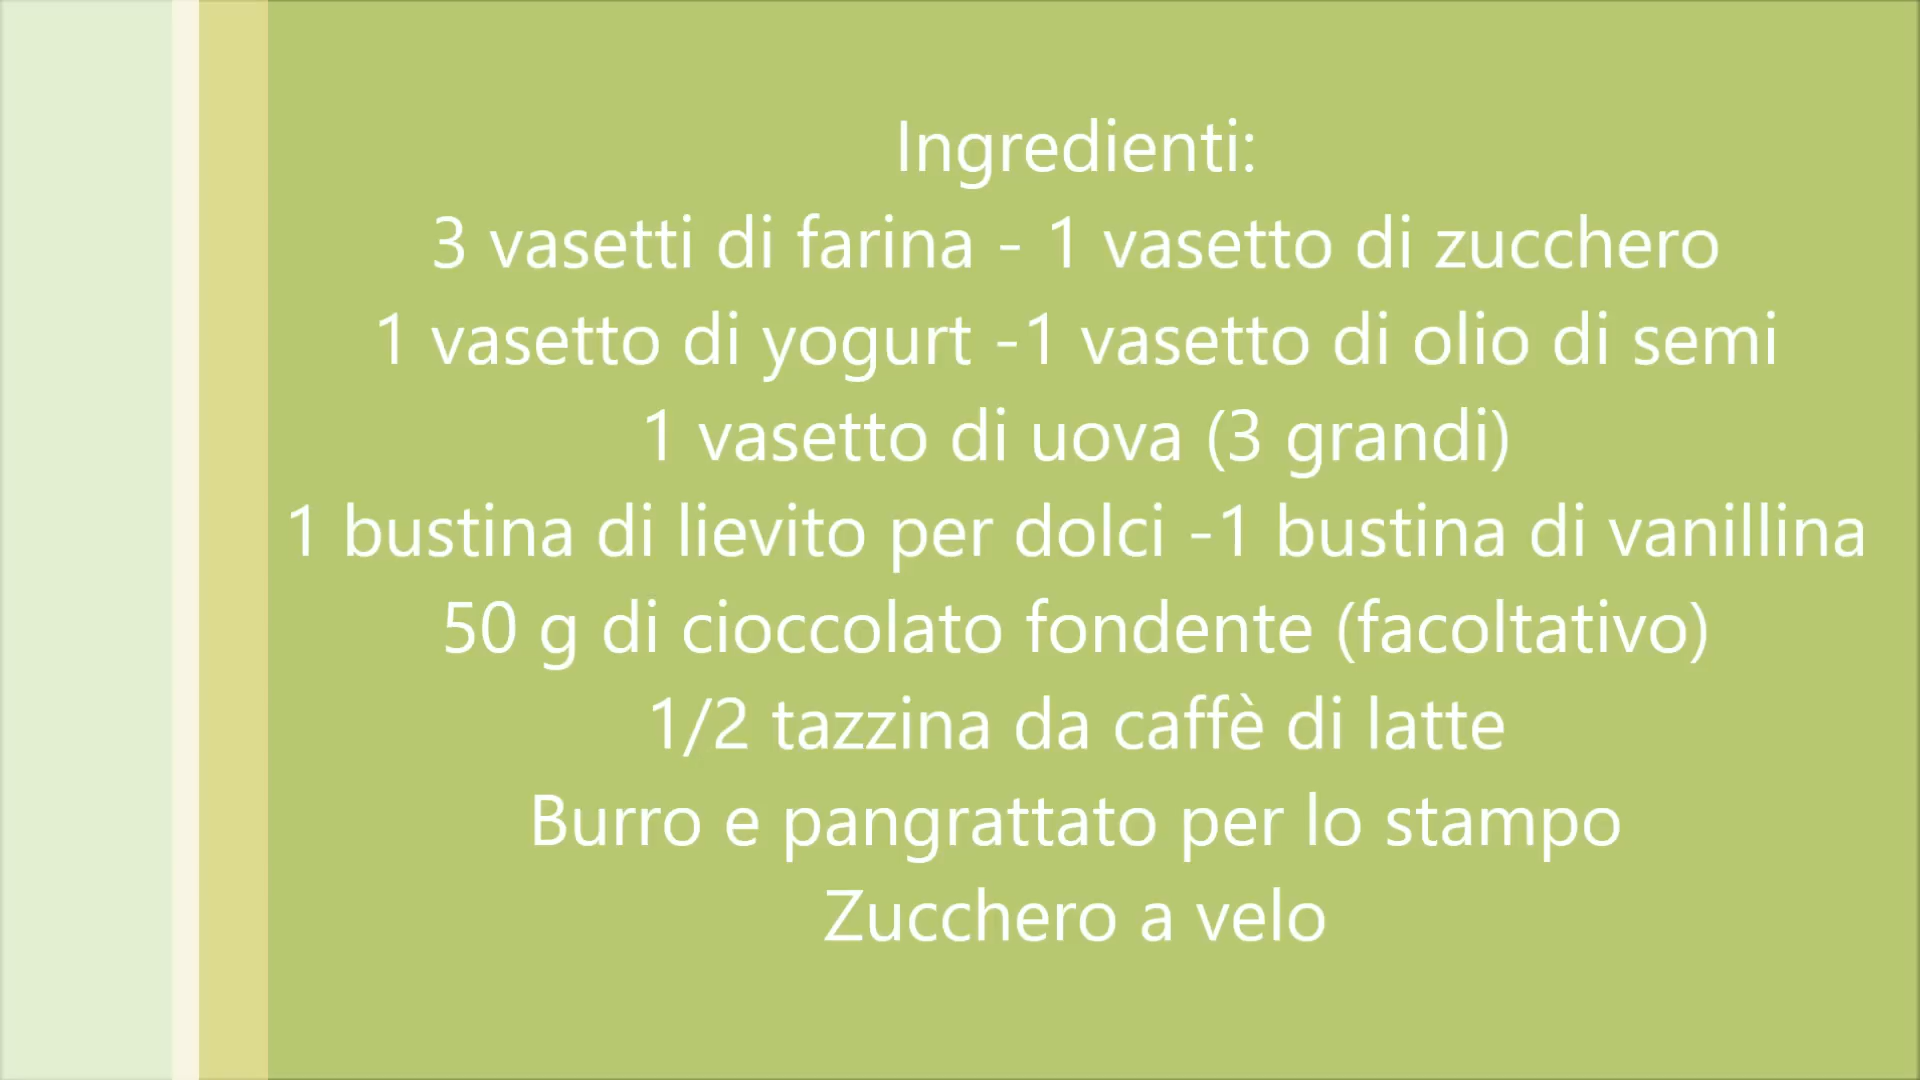 Ingredienti:
3 vasetti di farina - 1 vasetto di zucchero
1 vasetto di yogurt -1 vasetto di olio di semi
1 vasetto di uova (3 grandi)
1 bustina di lievito per dolci -1 bustina di vanillina
50 g di cioccolato fondente (facoltativo)
1/2 tazzina da caffè di latte
Burro e pangrattato per lo stampo
Zucchero a velo